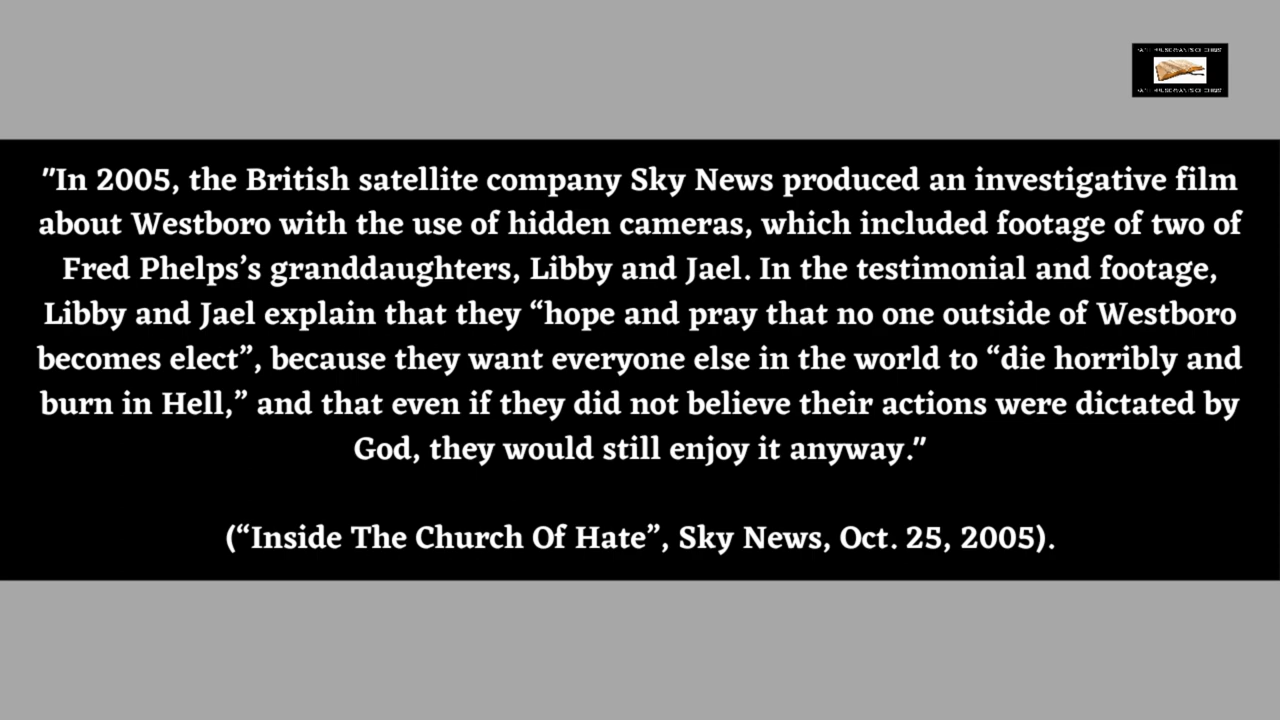 "In 2005, the British satellite company Sky News produced an investigative film
about Westboro with the use of hidden cameras, which included footage of two of
Fred Phelps’s granddaughters, Libby and Jael. In the testimonial and footage,
Libby and Jael explain that they “hope and pray that no one outside of Westboro
becomes elect”, because they want everyone else in the world to “die horribly and
burn in Hell,” and that even if they did not believe their actions were dictated by
God, they would still enjoy it anyway."
(“Inside The Church Of Hate”, Sky News, Oct. 25, 2005).